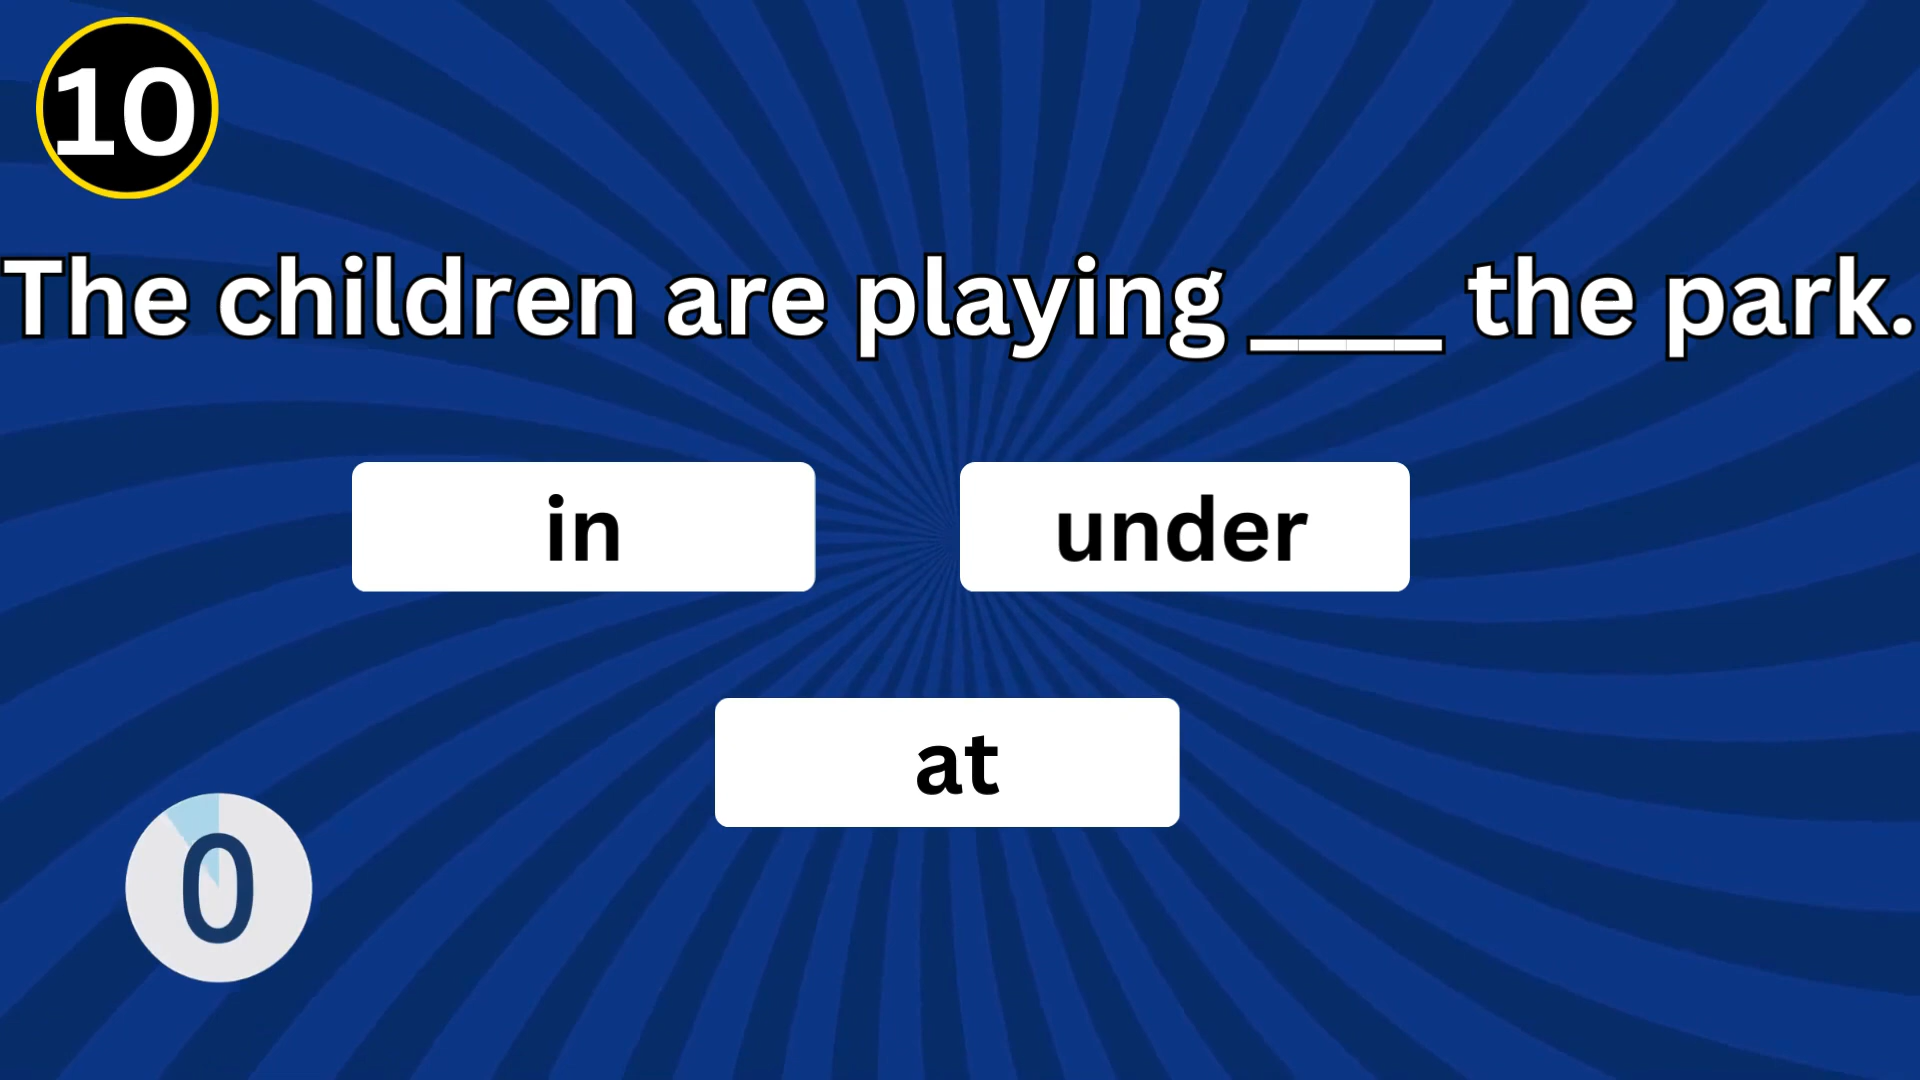 10
The children are playing ____ the park.
in
under
at
0